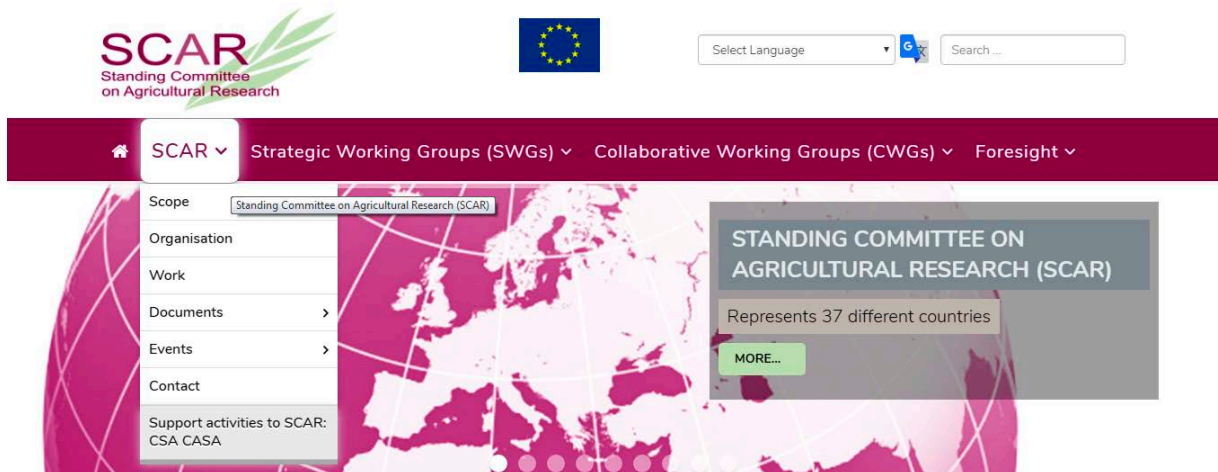 SCAR
Standing Committee
on Agricultural Research
Select Language
G
Search ...
SCAR
Strategic Working Groups (SWGs)
Collaborative Working Groups (CWGs)
Foresight
Scope
Standing Committee on Agricultural Research (SCAR)
Organisation
Work
Documents
Events
Contact
Support activities to SCAR:
CSA CASA
STANDING COMMITTEE ON
AGRICULTURAL RESEARCH (SCAR)
Represents 37 different countries
MORE...